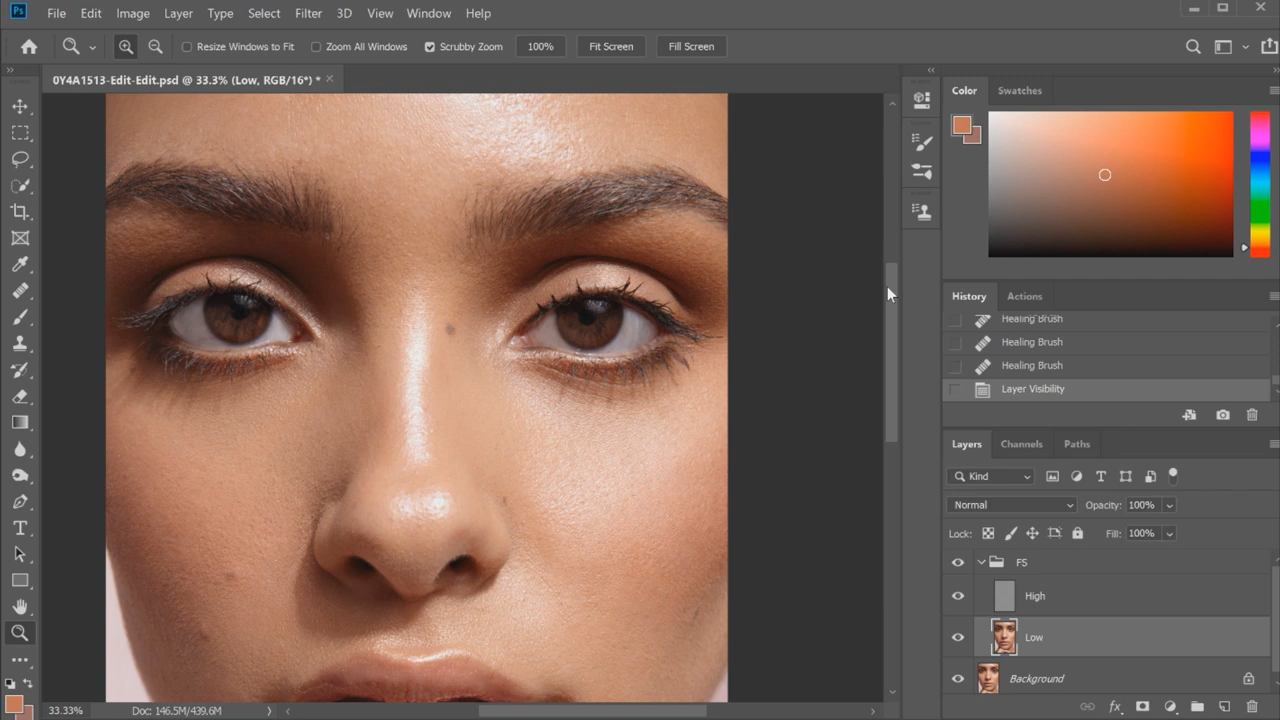 Ps File Edit Image Layer Type Select Filter 3D View Window Help
Resize Windows to Fit Zoom All Windows Scrubby Zoom 100% Fit Screen Fill Screen
0Y4A1513-Edit-Edit.psd @ 33.3% (Low, RGB/16*) *
Color Swatches
History Actions
Healing Brush
Healing Brush
Healing Brush
Layer Visibility
Layers Channels Paths
Kind
Normal Opacity: 100%
Lock: Fill: 100%
FS
High
Low
Background
33.33% Doc: 146.5M/439.6M
fx